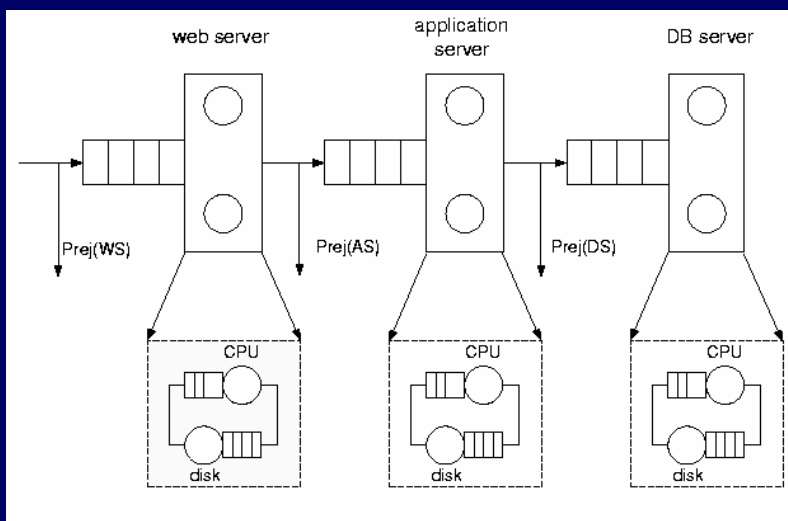 web server
application
server
DB server
Prej(WS)
Prej(AS)
Prej(DS)
CPU
disk
CPU
disk
CPU
disk